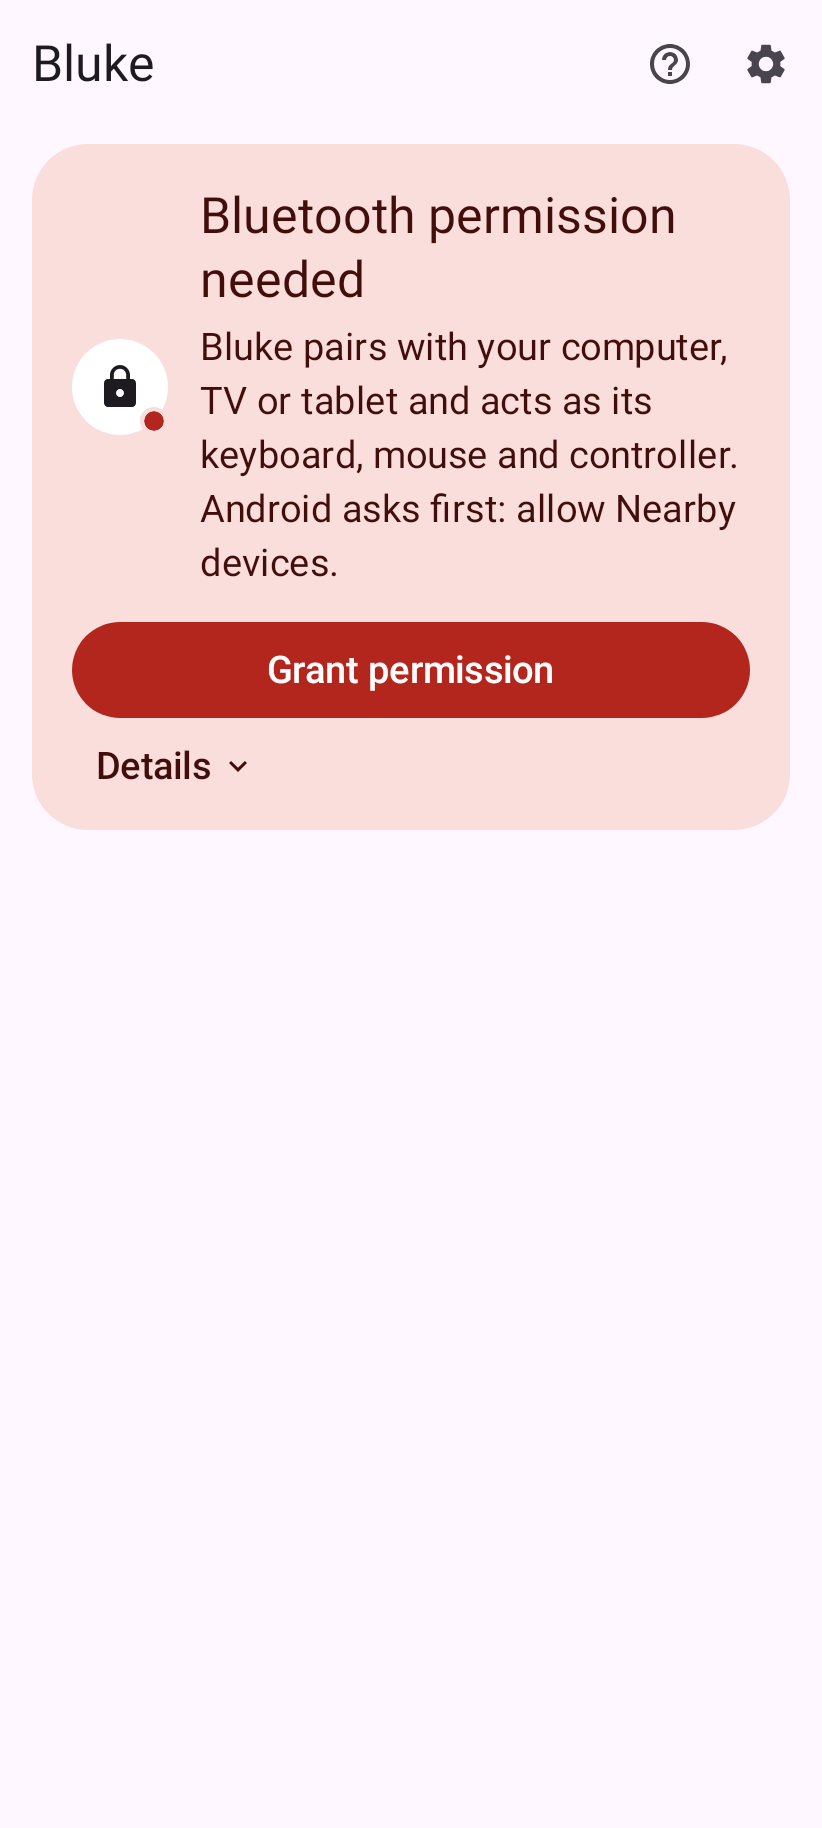 Bluke
Bluetooth permission
needed
Bluke pairs with your computer,
TV or tablet and acts as its
keyboard, mouse and controller.
Android asks first: allow Nearby
devices.
Grant permission
Details